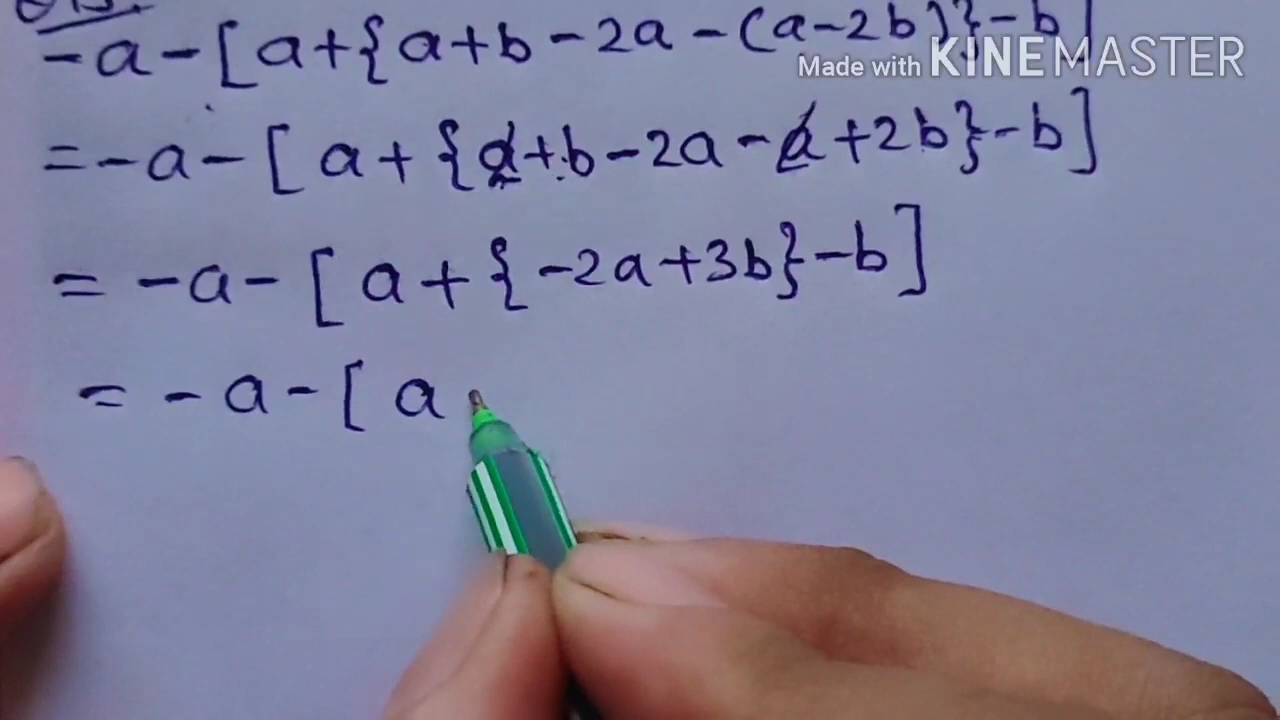 -a-[a+{a+b-2a-(a-2b)}-b]
Made with KINEMASTER
=-a-[a+{a+b-2a-a+2b}-b]
=-a-[a+{-2a+3b}-b]
=-a-[a